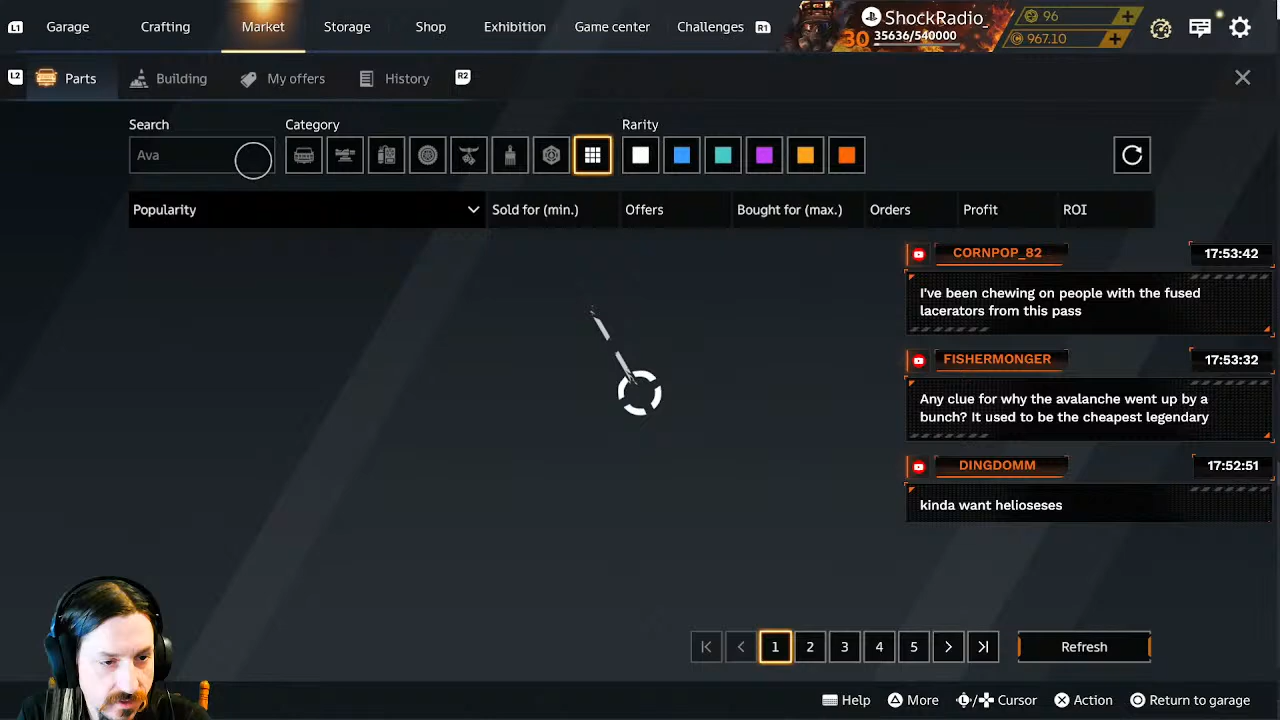 L1 Garage Crafting Market Storage Shop Exhibition Game center Challenges R1
ShockRadio_
30 35636/540000
96
967.10
L2 Parts Building My offers History R2
Search Category Rarity
Ava
Popularity Sold for (min.) Offers Bought for (max.) Orders Profit ROI
CORNPOP_82 17:53:42
I've been chewing on people with the fused
lacerators from this pass
FISHERMONGER 17:53:32
Any clue for why the avalanche went up by a
bunch? It used to be the cheapest legendary
DINGDOMM 17:52:51
kinda want helioseses
1 2 3 4 5 Refresh
Help More L/ Cursor Action Return to garage